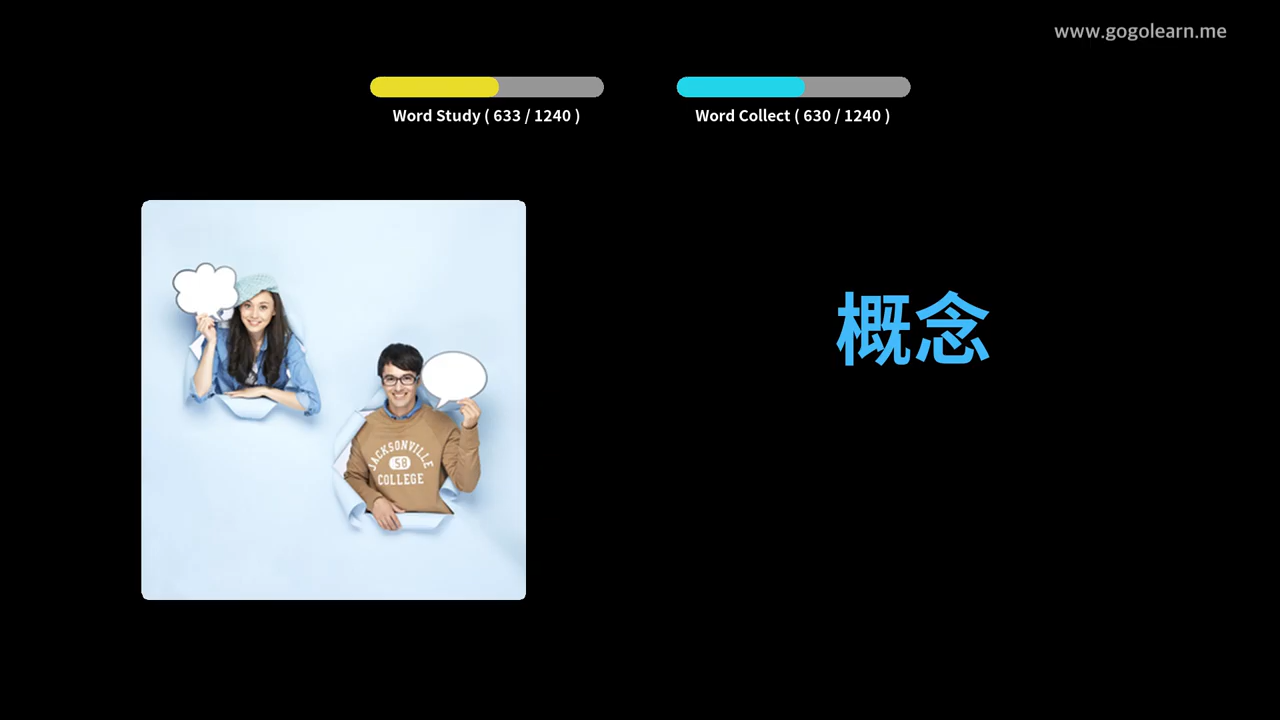 www.gogolearn.me
Word Study ( 633 / 1240 )
Word Collect ( 630 / 1240 )
概念
JACKSONVILLE
58
COLLEGE